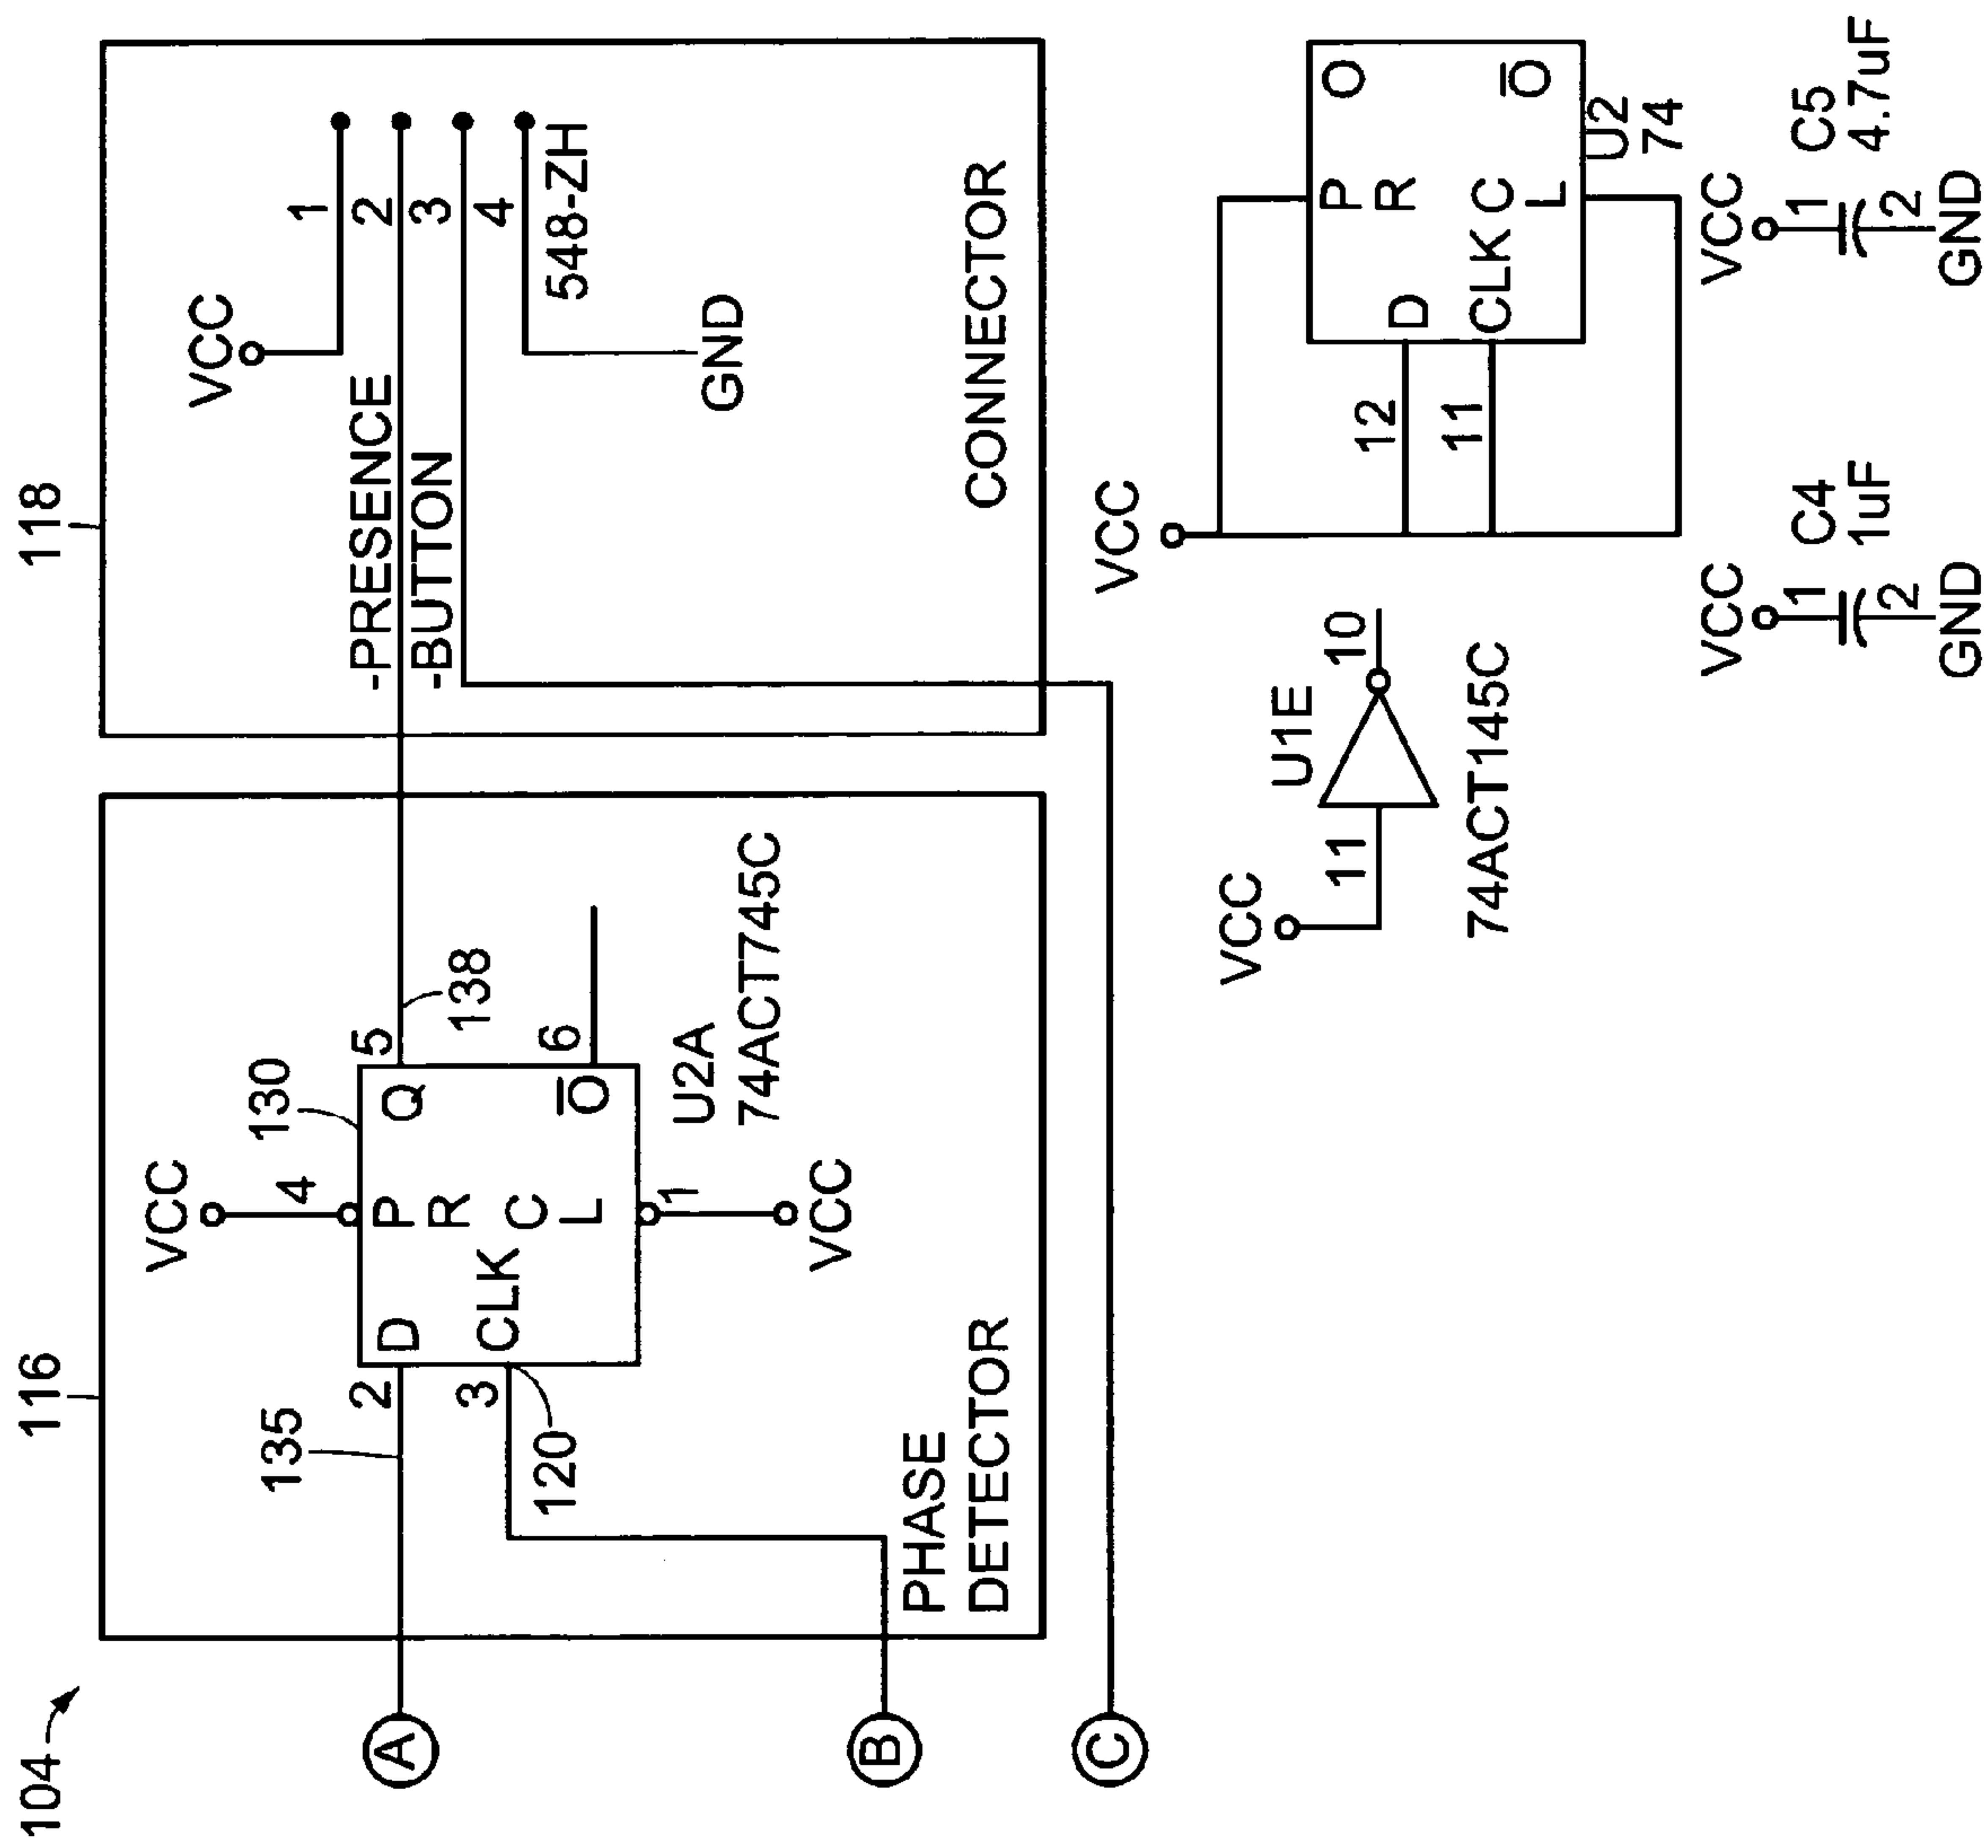 104
116
118
A
B
C
135
2
3
120
D
CLK
P
R
C
L
Q
O
130
VCC
4
1
VCC
5
6
138
U2A
74ACT745C
PHASE
DETECTOR
-PRESENCE
-BUTTON
VCC
1
2
3
4
548-ZH
GND
CONNECTOR
VCC
11
U1E
10
74ACT145C
VCC
12
11
D
CLK
P
R
C
L
O
O
U2
74
VCC
1
2
GND
C4
1uF
VCC
1
2
GND
C5
4.7uF